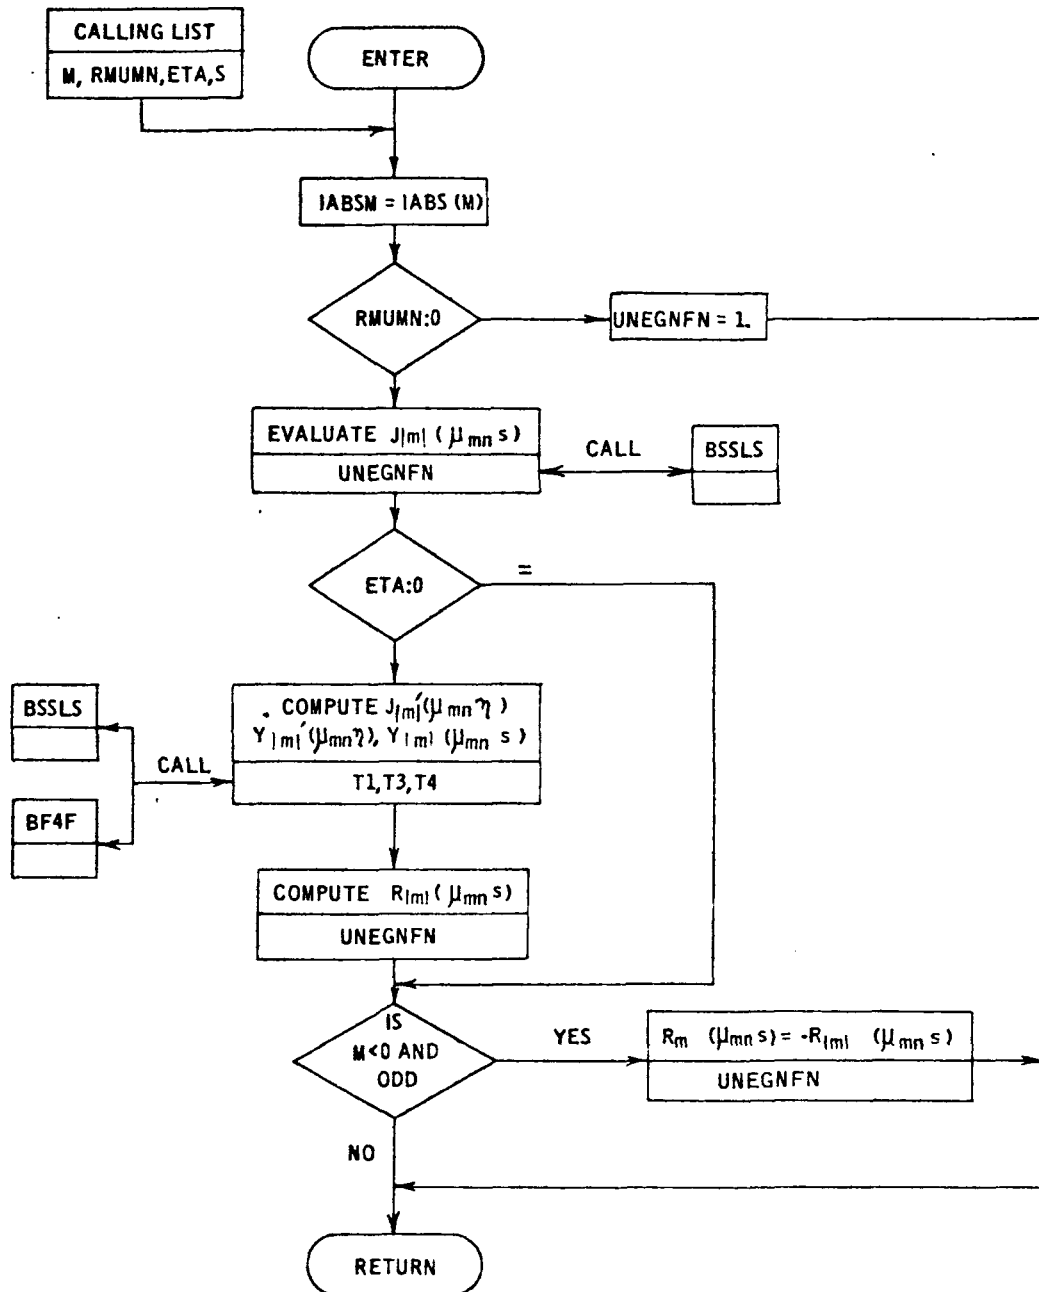 CALLING LIST
M, RMUMN,ETA,S
ENTER
IABSM = IABS (M)
RMUMN:0
UNEGNFN = 1.
EVALUATE J|m| ( μmn s)
UNEGNFN
CALL
BSSLS
ETA:0
=
COMPUTE J|m|′(μmn η)
Y|m|′(μmnη), Y|m| (μmn s)
T1,T3,T4
BSSLS
CALL
BF4F
COMPUTE R|m| ( μmn s)
UNEGNFN
IS
M<0 AND
ODD
YES
Rm (μmn s) = -R|m| (μmn s)
UNEGNFN
NO
RETURN